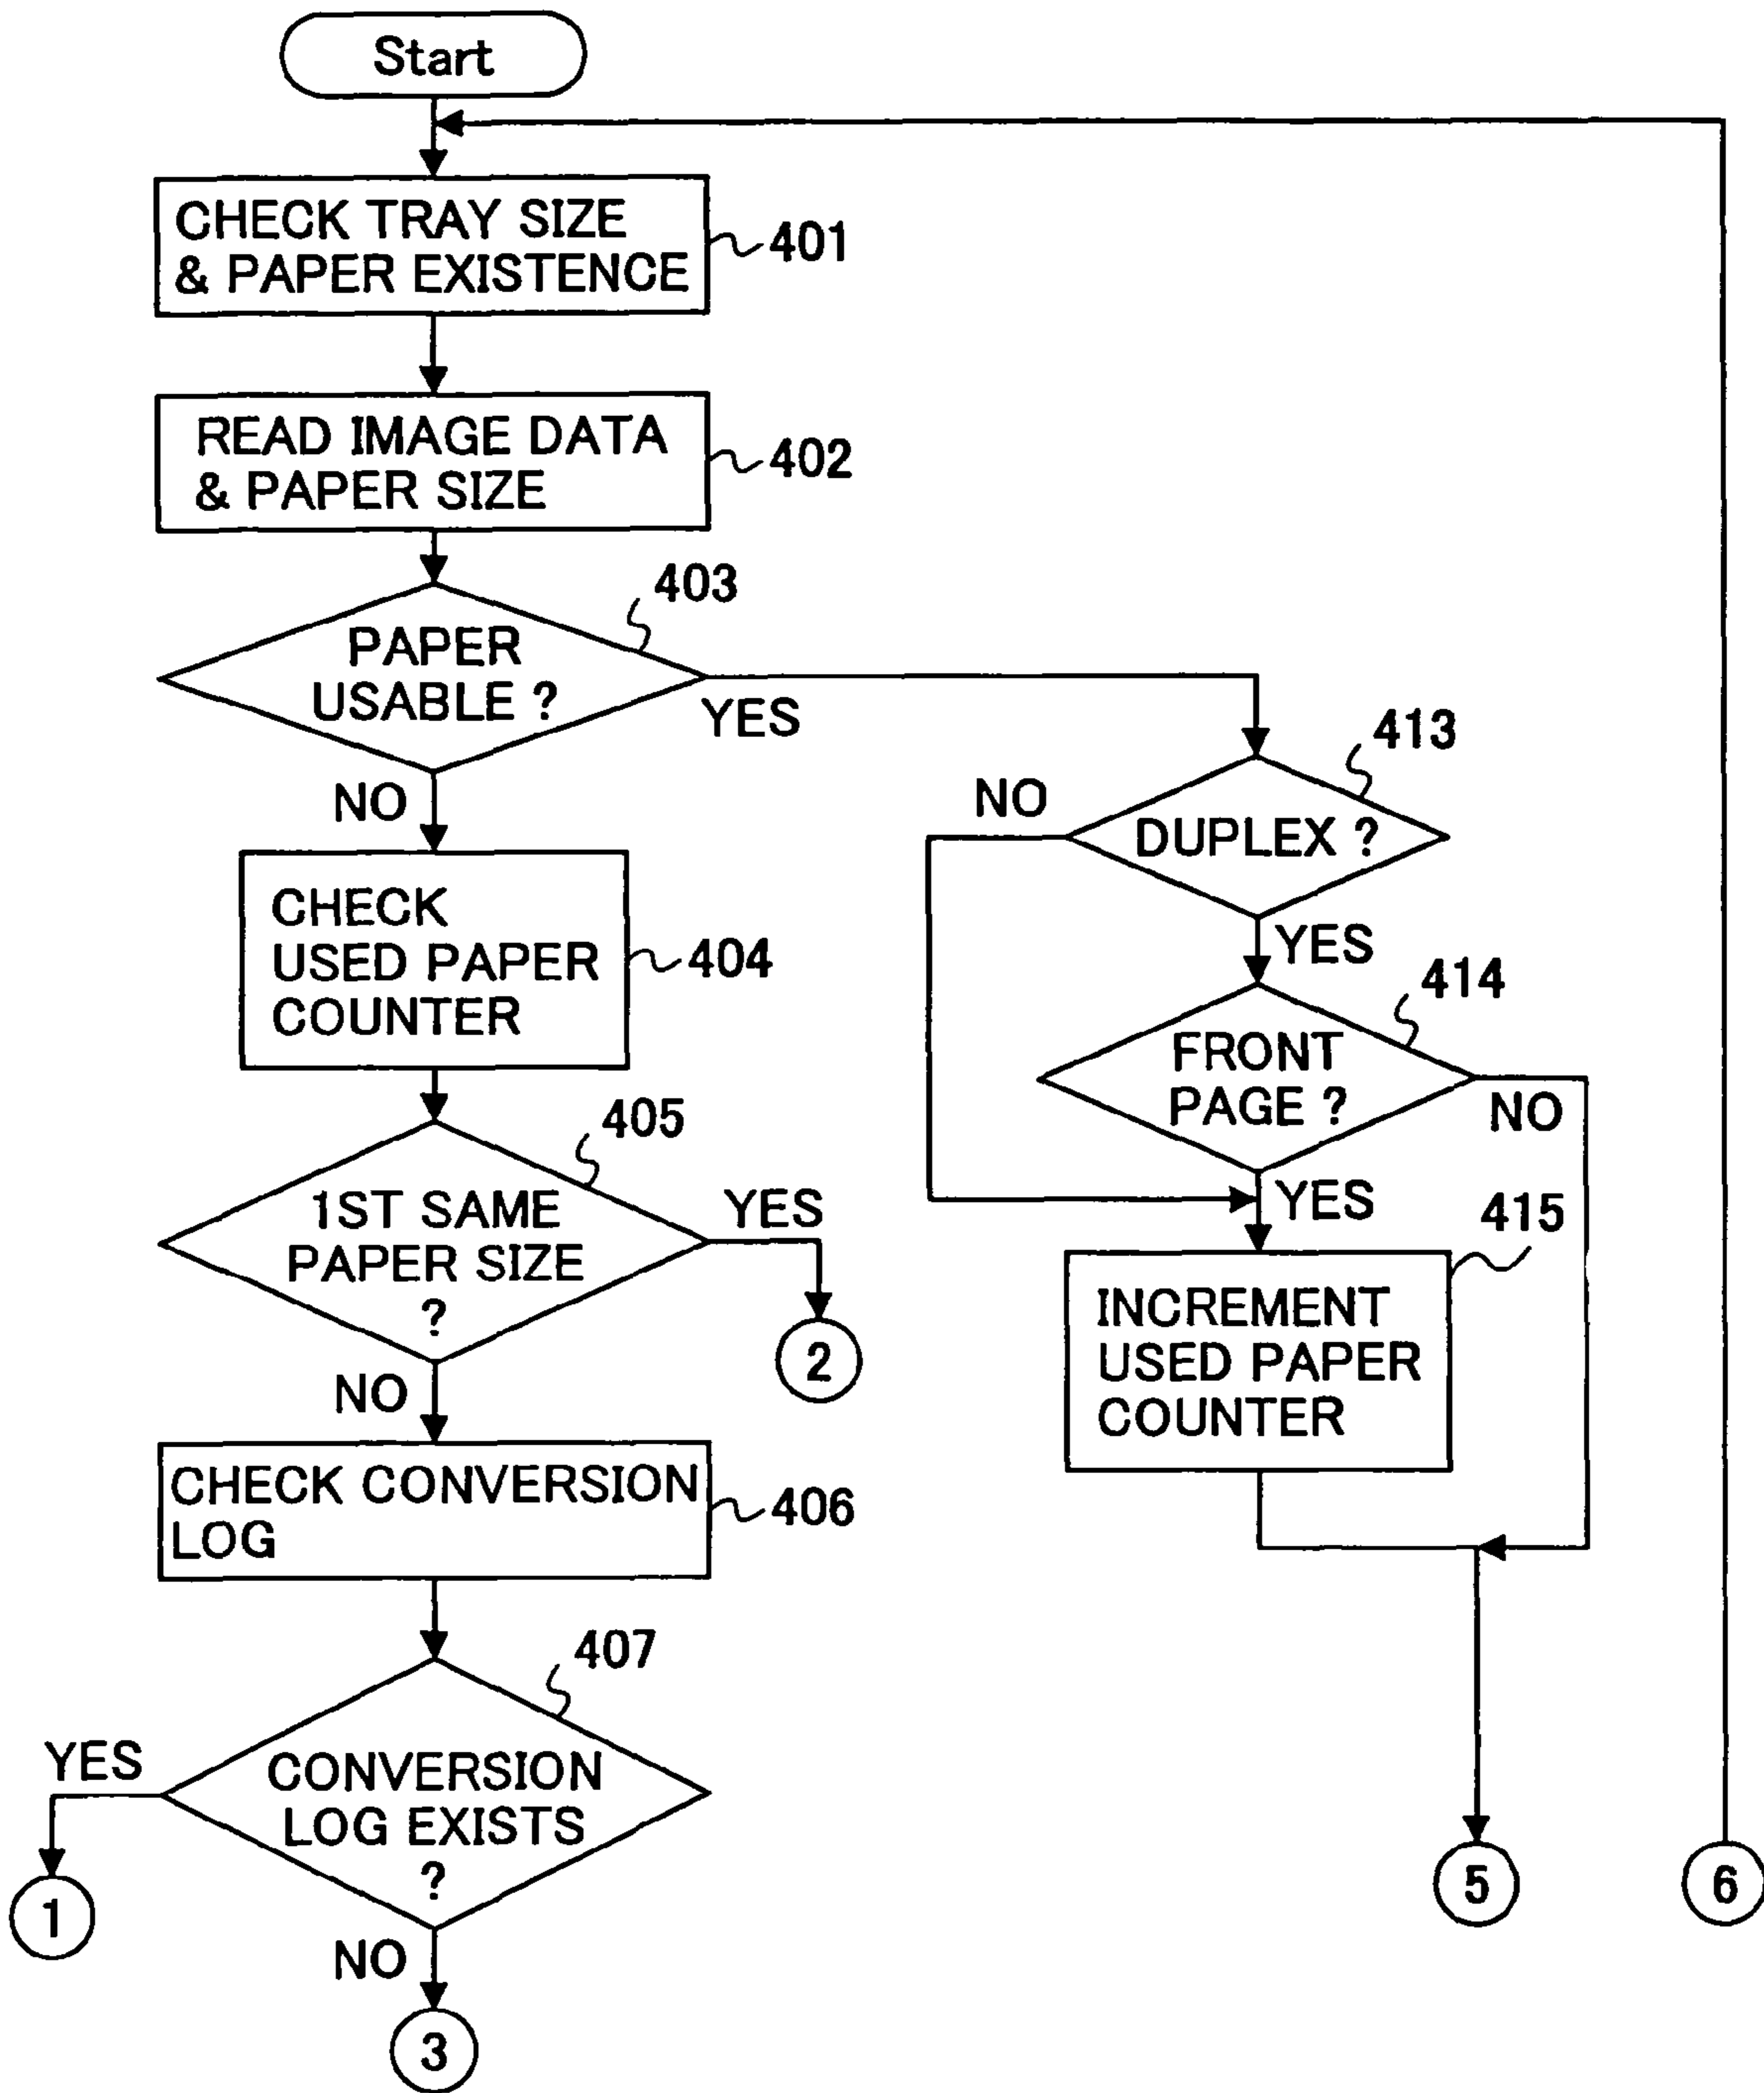 Start
CHECK TRAY SIZE
& PAPER EXISTENCE
401
READ IMAGE DATA
& PAPER SIZE
402
403
PAPER
USABLE ?
YES
NO
413
DUPLEX ?
NO
YES
CHECK
USED PAPER
COUNTER
404
414
FRONT
PAGE ?
NO
YES
405
1ST SAME
PAPER SIZE
?
YES
2
NO
415
INCREMENT
USED PAPER
COUNTER
CHECK CONVERSION
LOG
406
407
CONVERSION
LOG EXISTS
?
YES
1
NO
3
5
6